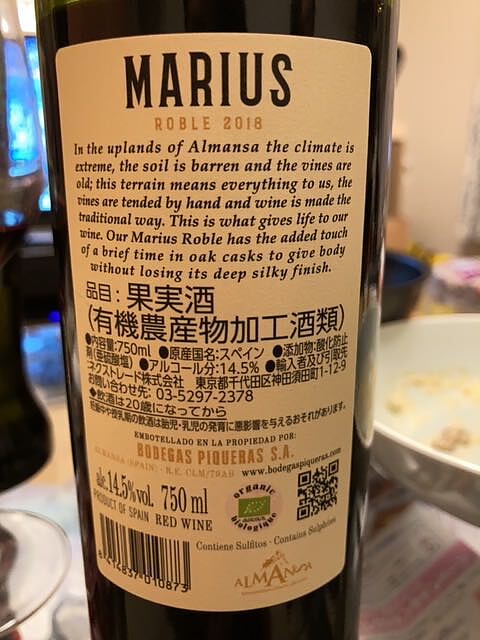 MARIUS
ROBLE 2018
In the uplands of Almansa the climate is
extreme, the soil is barren and the vines are
old; this terrain means everything to us, the
vines are tended by hand and wine is made the
traditional way. This is what gives life to our
wine. Our Marius Roble has the added touch
of a brief time in oak casks to give body
without losing its deep silky finish.
品目：果実酒
(有機農産物加工酒類)
●内容量:750ml ●原産国名:スペイン ●添加物:酸化防止
剤(亜硫酸塩) ●アルコール分:14.5% ●輸入者及び引取先
ネクストレード株式会社 東京都千代田区神田須田町1-12-9
お問い合わせ先: 03-5297-2378
◆飲酒は20歳になってから
妊娠中や授乳期の飲酒は胎児・乳児の発育に悪影響を与えるおそれがあります。
EMBOTELLADO EN LA PROPIEDAD POR:
BODEGAS PIQUERAS S.A.
ALMANSA (SPAIN) - R.E. CLM/79AB www.bodegaspiqueras.com
alc. 14.5% vol. 750 ml
PRODUCT OF SPAIN RED WINE
organic
biologique
Contiene Sulfitos - Contains Sulphites
8 414837 010873
ALMANSA